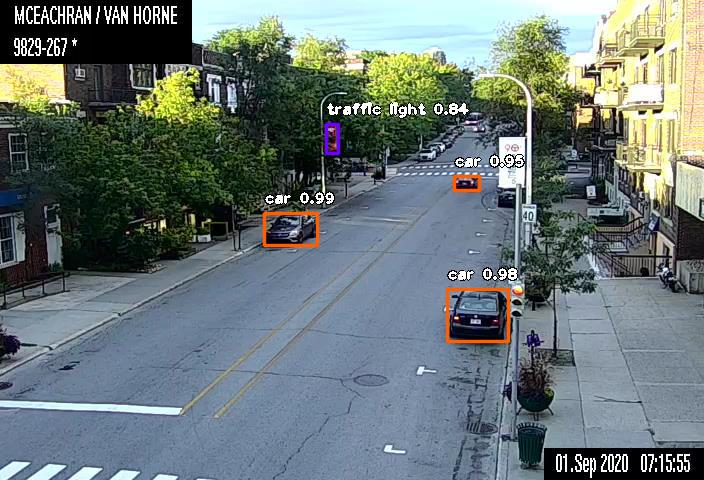 MCEACHRAN / VAN HORNE
9829-267 *
traffic light 0.84
car 0.95
car 0.99
40
car 0.98
01.Sep 2020 07:15:55